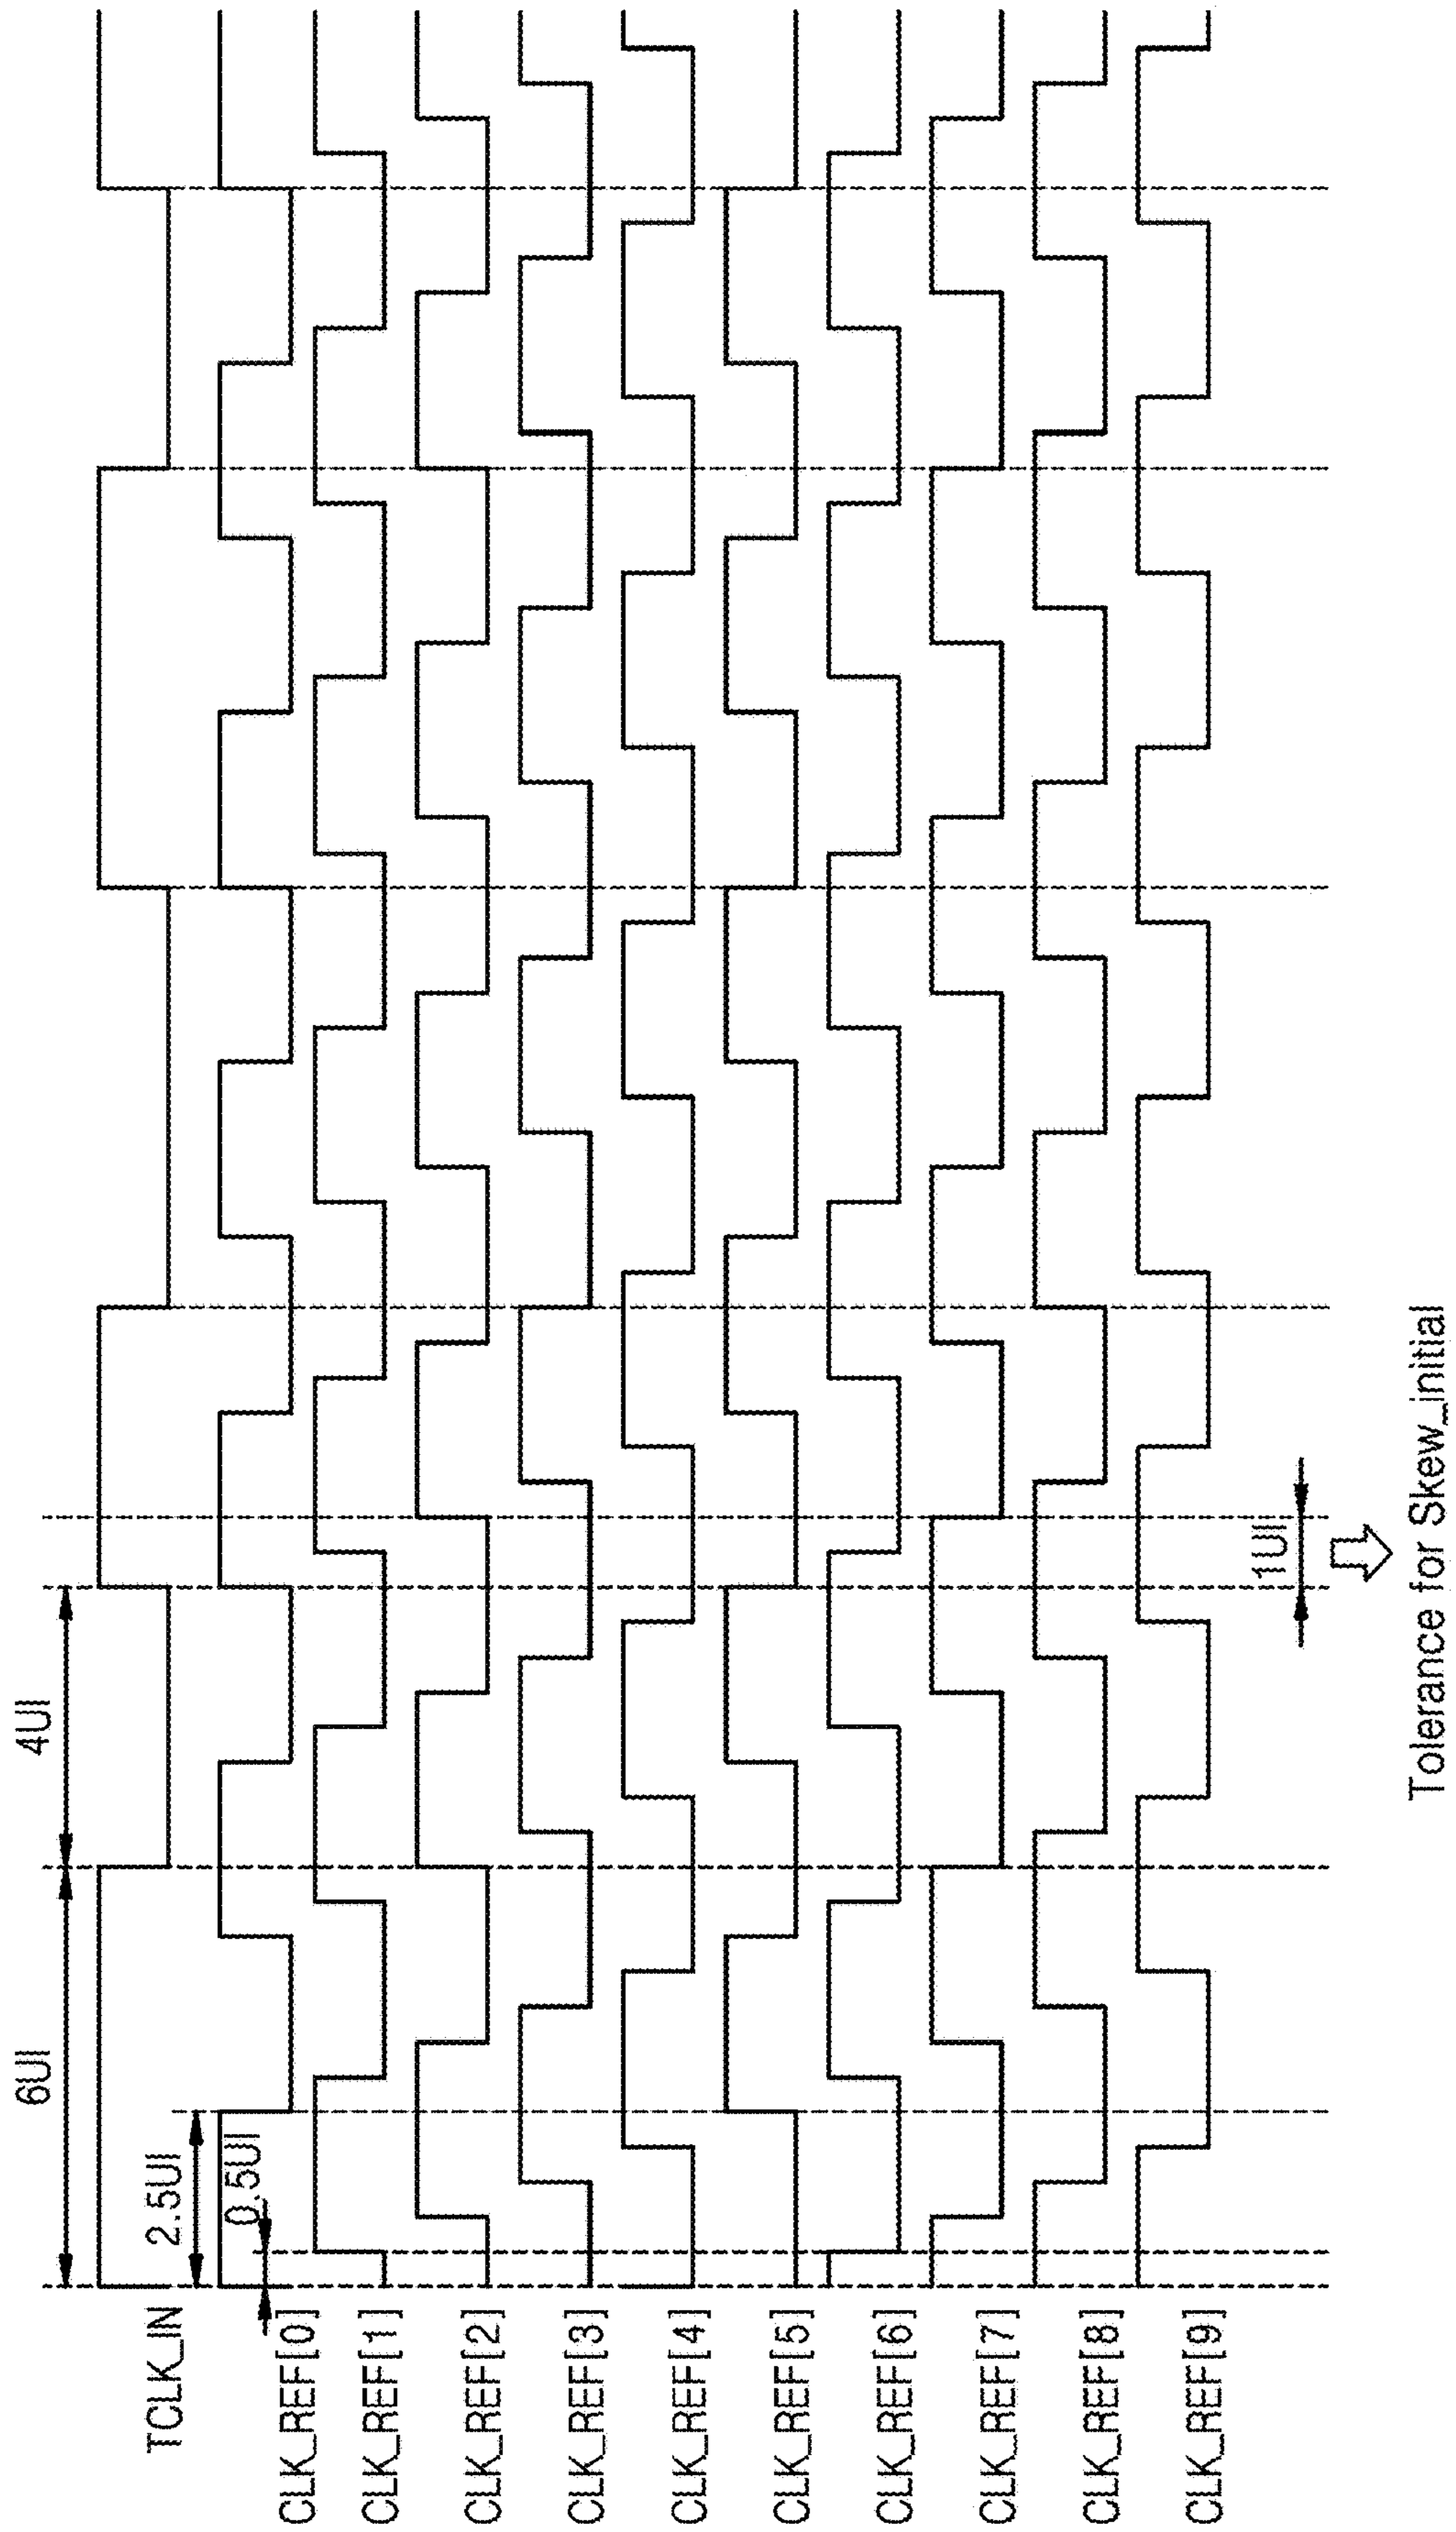 6UI
4UI
TCLK_IN
2.5UI
0.5UI
CLK_REF[0]
CLK_REF[1]
CLK_REF[2]
CLK_REF[3]
CLK_REF[4]
CLK_REF[5]
CLK_REF[6]
CLK_REF[7]
CLK_REF[8]
CLK_REF[9]
1UI
Tolerance for Skew_initial